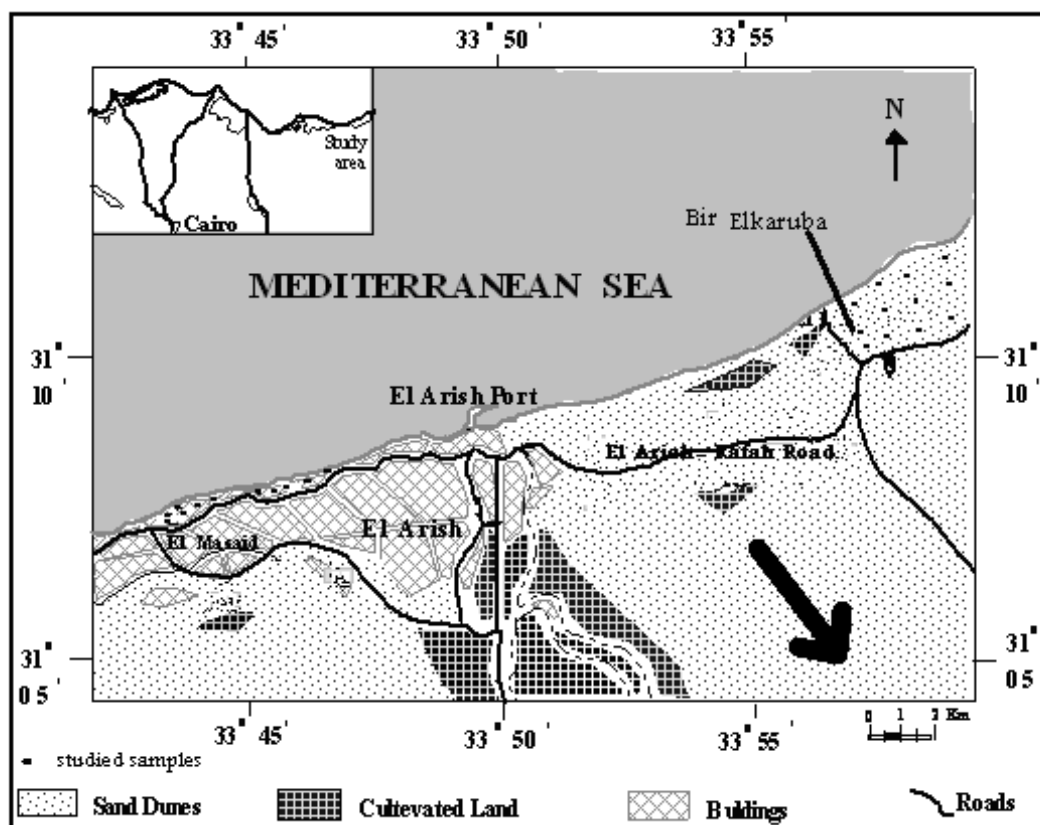 33° 45'
33° 50'
33° 55'
Study
area
Cairo
N
Bir Elkaruba
MEDITERRANEAN SEA
31°
10'
31°
10'
El Arish Port
El Arish - Rafah Road
El Arish
El Masaid
31°
05'
31°
05'
33° 45'
33° 50'
33° 55'
0 1 2 Km
studied samples
Sand Dunes
Cultevated Land
Buldings
Roads